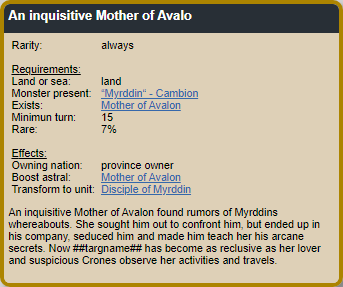 An inquisitive Mother of Avalo
Rarity: always
Requirements:
Land or sea: land
Monster present: "Myrddin" - Cambion
Exists: Mother of Avalon
Minimun turn: 15
Rare: 7%
Effects:
Owning nation: province owner
Boost astral: Mother of Avalon
Transform to unit: Disciple of Myrddin
An inquisitive Mother of Avalon found rumors of Myrddins
whereabouts. She sought him out to confront him, but ended up in
his company, seduced him and made him teach her his arcane
secrets. Now ##targname## has become as reclusive as her lover
and suspicious Crones observe her activities and travels.